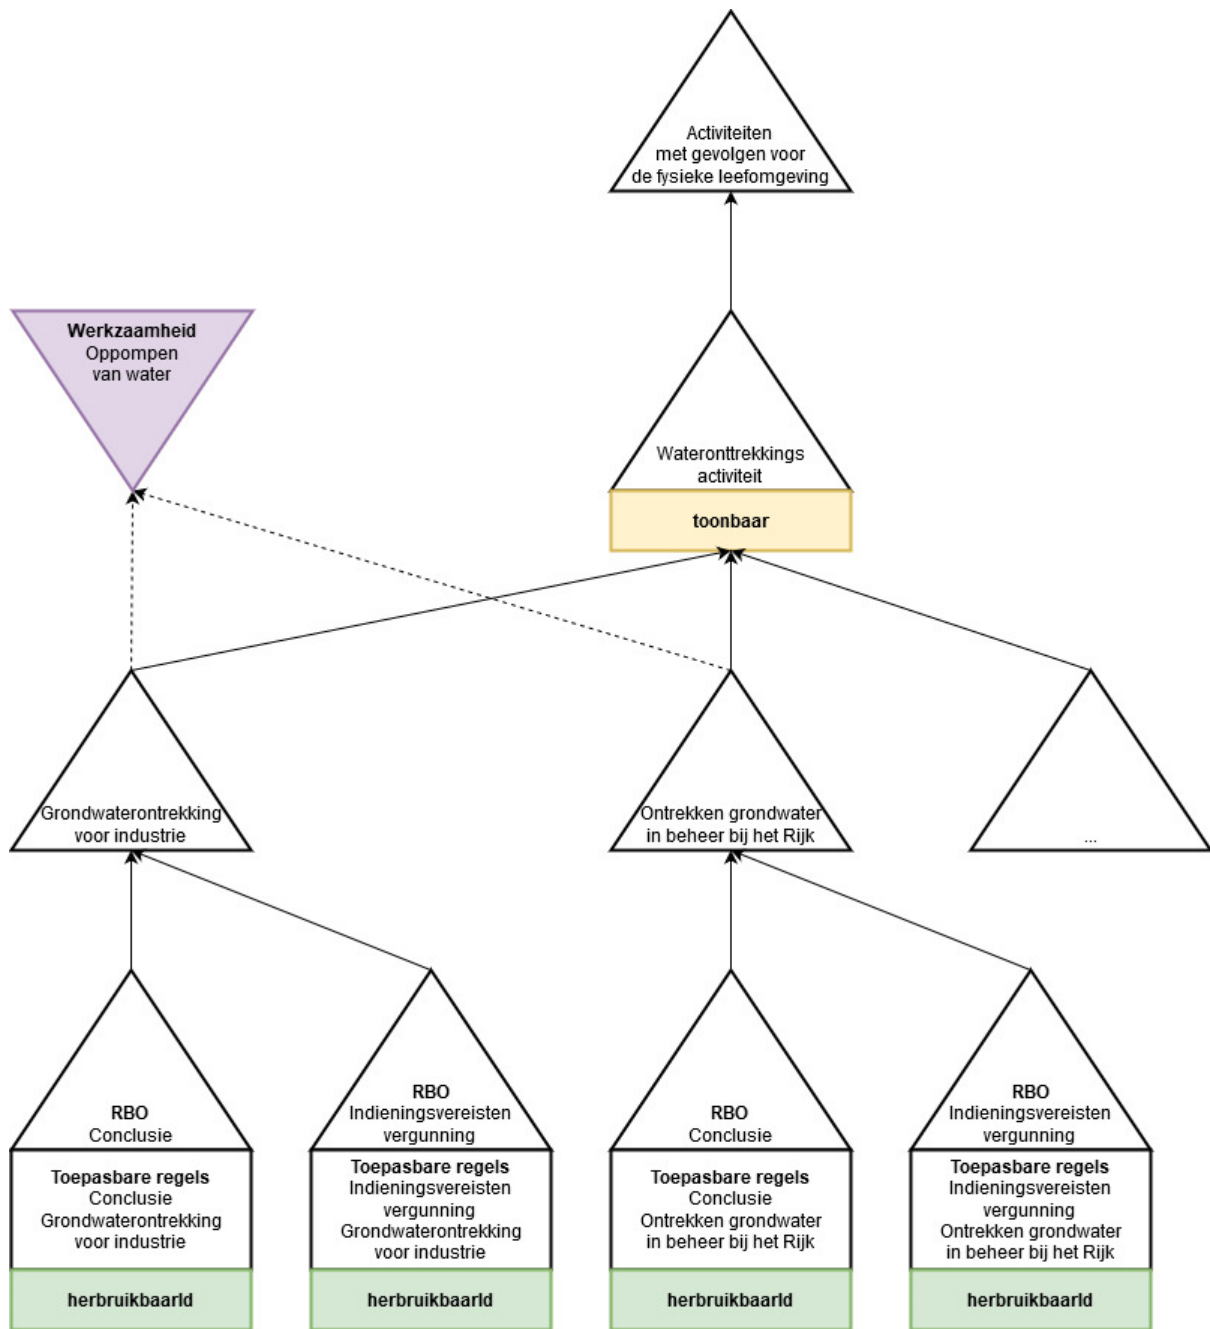 Activiteiten
met gevolgen voor
de fysieke leefomgeving
Werkzaamheid
Oppompen
van water
Wateronttrekkings
activiteit
toonbaar
Grondwaterontrekking
voor industrie
Ontrekken grondwater
in beheer bij het Rijk
...
RBO
Conclusie
RBO
Indieningsvereisten
vergunning
RBO
Conclusie
RBO
Indieningsvereisten
vergunning
Toepasbare regels
Conclusie
Grondwaterontrekking
voor industrie
Toepasbare regels
Indieningsvereisten
vergunning
Grondwaterontrekking
voor industrie
Toepasbare regels
Conclusie
Ontrekken grondwater
in beheer bij het Rijk
Toepasbare regels
Indieningsvereisten
vergunning
Ontrekken grondwater
in beheer bij het Rijk
herbruikbaarId
herbruikbaarId
herbruikbaarId
herbruikbaarId